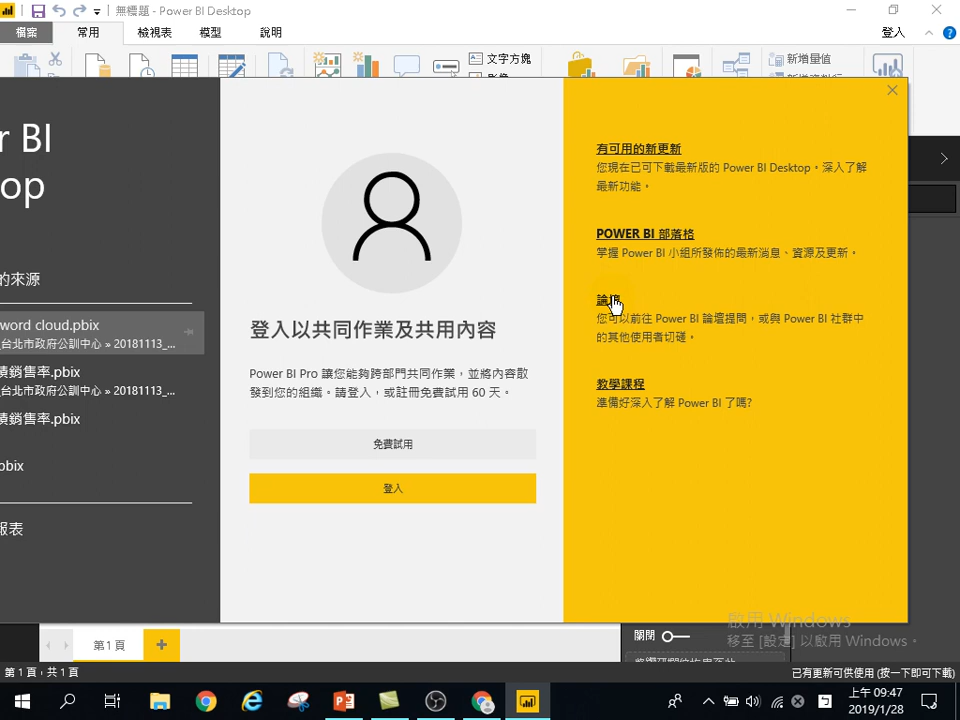 無標題 - Power BI Desktop
檔案 常用 檢視表 模型 說明 登入
文字方塊 新增量值
r BI
op
有可用的新更新
您現在已可下載最新版的 Power BI Desktop。深入了解
最新功能。
POWER BI 部落格
掌握 Power BI 小組所發佈的最新消息、資源及更新。
論壇
您可以前往 Power BI 論壇提問，或與 Power BI 社群中
的其他使用者切磋。
教學課程
準備好深入了解 Power BI 了嗎?
的來源
word cloud.pbix
台北市政府公訓中心 » 20181113_...
績銷售率.pbix
台北市政府公訓中心 » 20181113_...
績銷售率.pbix
pbix
報表
登入以共同作業及共用內容
Power BI Pro 讓您能夠跨部門共同作業，並將內容散
發到您的組織。請登入，或註冊免費試用 60 天。
免費試用
登入
啟用 Windows
移至 [設定] 以啟用 Windows。
關閉
第 1 頁
第 1 頁，共 1 頁
已有更新可供使用 (按一下即可下載)
上午 09:47
2019/1/28